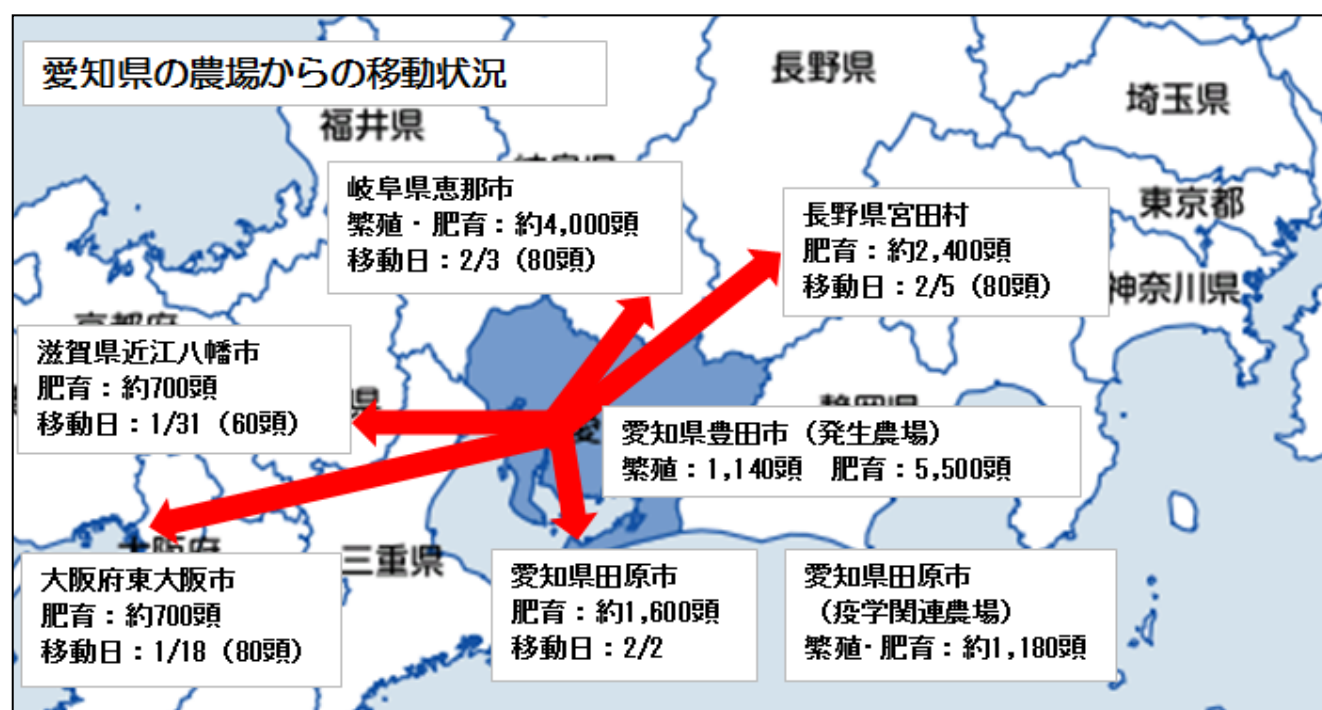 愛知県の農場からの移動状況
長野県
埼玉県
福井県
岐阜県恵那市
繁殖・肥育：約4,000頭
移動日：2/3（80頭）
長野県宮田村
肥育：約2,400頭
移動日：2/5（80頭）
東京都
神奈川県
滋賀県近江八幡市
肥育：約700頭
移動日：1/31（60頭）
県
愛
愛知県豊田市（発生農場）
繁殖：1,140頭　肥育：5,500頭
大阪府
三重県
大阪府東大阪市
肥育：約700頭
移動日：1/18（80頭）
愛知県田原市
肥育：約1,600頭
移動日：2/2
愛知県田原市
（疫学関連農場）
繁殖・肥育：約1,180頭